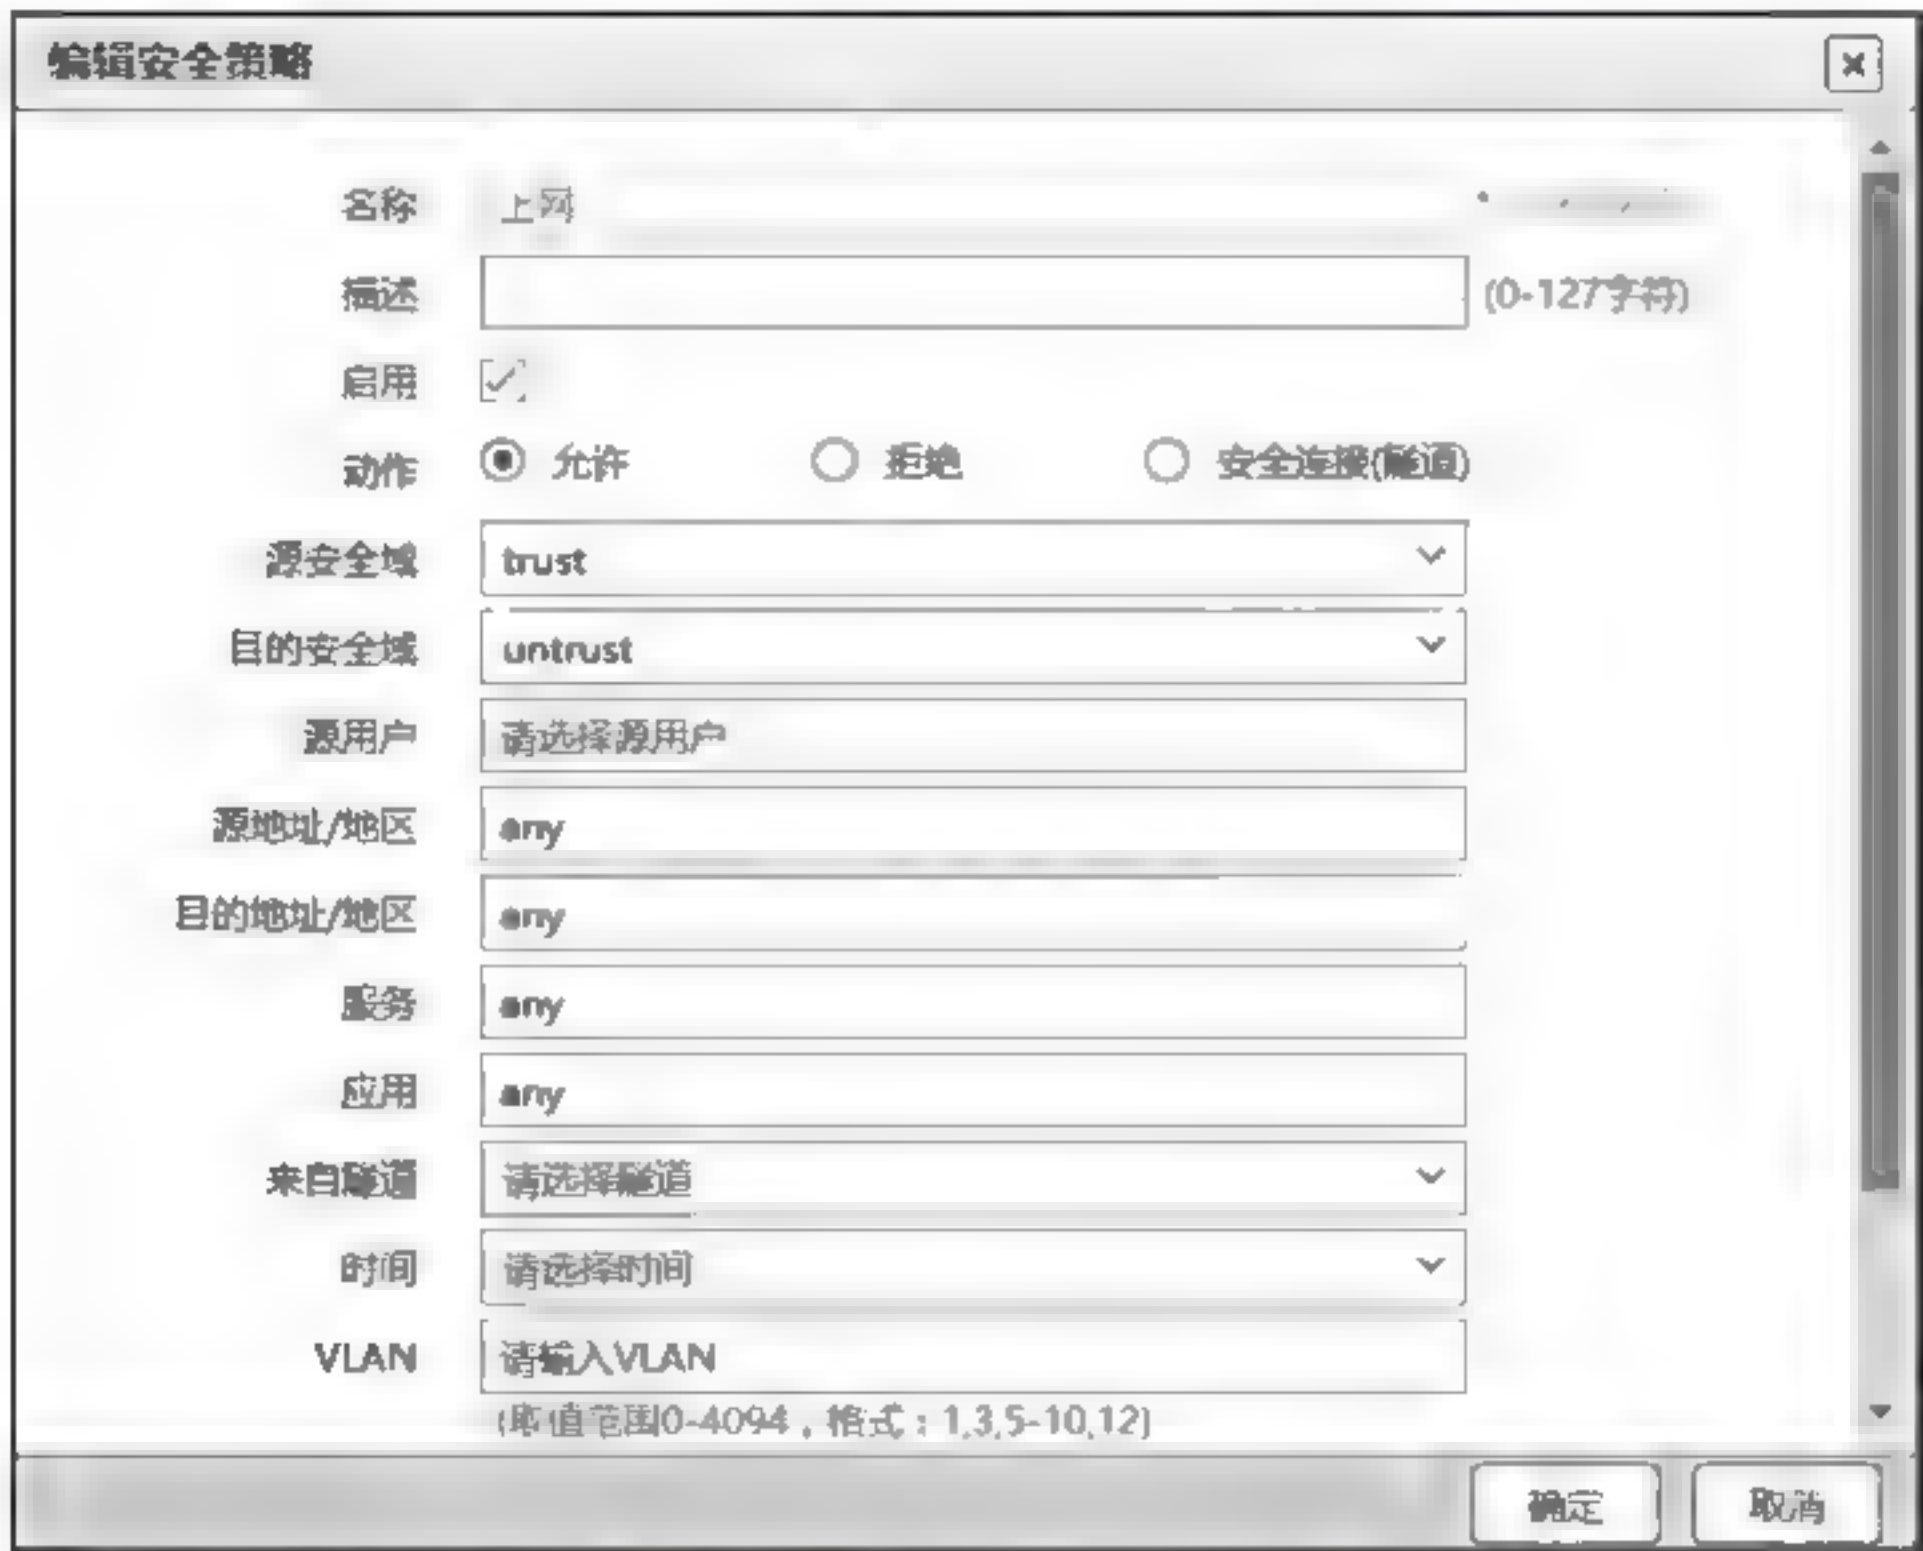 编辑安全策略
名称 上网
描述 (0-127字符)
启用
动作 允许 拒绝 安全连接(隧道)
源安全域 trust
目的安全域 untrust
源用户 请选择源用户
源地址/地区 any
目的地址/地区 any
服务 any
应用 any
来自隧道 请选择隧道
时间 请选择时间
VLAN 请输入VLAN
(取值范围0-4094，格式：1,3,5-10,12)
确定 取消